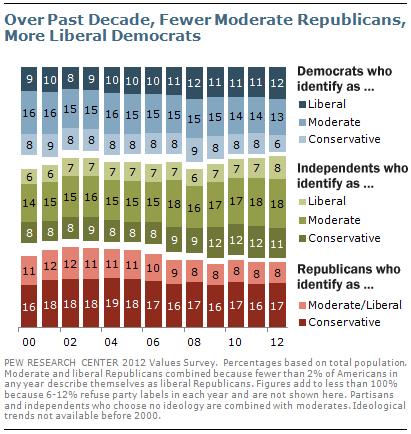 Over Past Decade, Fewer Moderate Republicans,
More Liberal Democrats
Democrats who
identify as ...
9 10 8 9 10 10 10 11 12 11 11 11 12
Liberal
16 16 15 15 16 15 15 15 15 15 14 14 13
Moderate
8 9 8 8 8 8 8 8 9 8 8 8 6
Conservative
Independents who
identify as ...
6 6 7 7 7 7 7 7 6 7 7 7 8
Liberal
14 15 15 16 15 15 15 18 16 17 17 18 18
Moderate
8 8 8 9 8 8 8 9 9 12 12 12 11
Conservative
Republicans who
identify as ...
11 12 12 11 11 11 10 9 8 8 8 8 8
Moderate/Liberal
16 18 18 18 19 18 17 16 17 16 17 16 17
Conservative
00 02 04 06 08 10 12
PEW RESEARCH CENTER 2012 Values Survey. Percentages based on total population.
Moderate and liberal Republicans combined because fewer than 2% of Americans in
any year describe themselves as liberal Republicans. Figures add to less than 100%
because 6-12% refuse party labels in each year and are not shown here. Partisans
and independents who choose no ideology are combined with moderates. Ideological
trends not available before 2000.